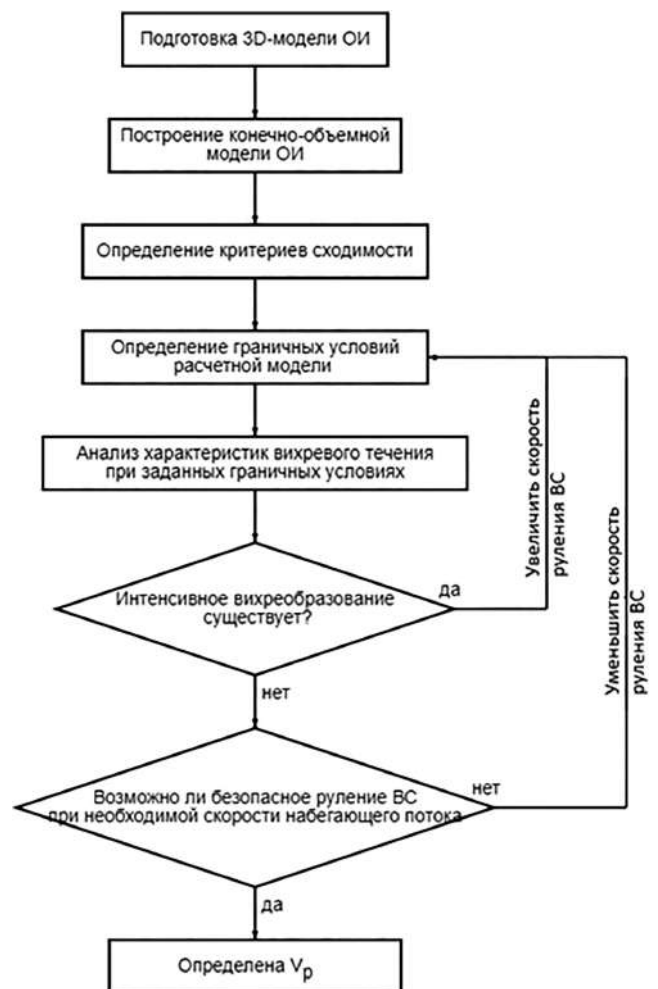 Подготовка 3D-модели ОИ
Построение конечно-объемной
модели ОИ
Определение критериев сходимости
Определение граничных условий
расчетной модели
Анализ характеристик вихревого течения
при заданных граничных условиях
Интенсивное вихреобразование
существует?
да
Увеличить скорость
руления ВС
Уменьшить скорость
руления ВС
нет
Возможно ли безопасное руление ВС
при необходимой скорости набегающего потока
нет
да
Определена Vр